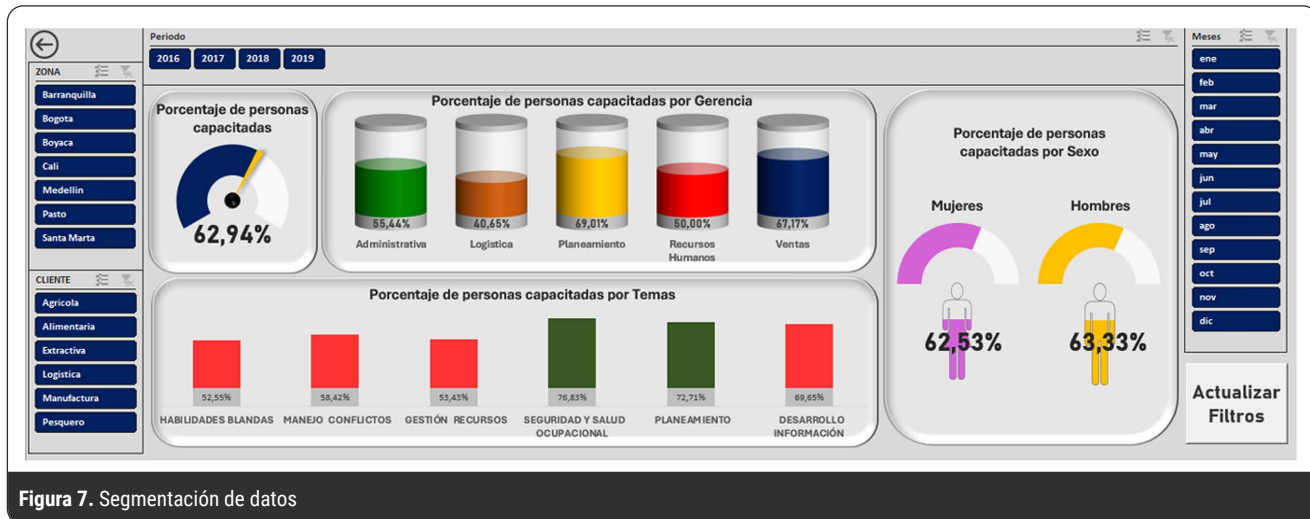 Periodo
2016 2017 2018 2019
ZONA
Barranquilla
Bogota
Boyaca
Cali
Medellin
Pasto
Santa Marta
CLIENTE
Agricola
Alimentaria
Extractiva
Logistica
Manufactura
Pesquero
Porcentaje de personas
capacitadas
62,94%
Porcentaje de personas capacitadas por Gerencia
55,44% 40,65% 69,01% 50,00% 67,17%
Administrativa Logistica Planeamiento Recursos Ventas
Humanos
Porcentaje de personas capacitadas por Temas
52,55% 58,42% 53,43% 76,83% 72,71% 69,65%
HABILIDADES BLANDAS MANEJO CONFLICTOS GESTIÓN RECURSOS SEGURIDAD Y SALUD PLANEAMIENTO DESARROLLO
OCUPACIONAL INFORMACIÓN
Porcentaje de personas
capacitadas por Sexo
Mujeres Hombres
62,53% 63,33%
Meses
ene
feb
mar
abr
may
jun
jul
ago
sep
oct
nov
dic
Actualizar
Filtros
Figura 7. Segmentación de datos